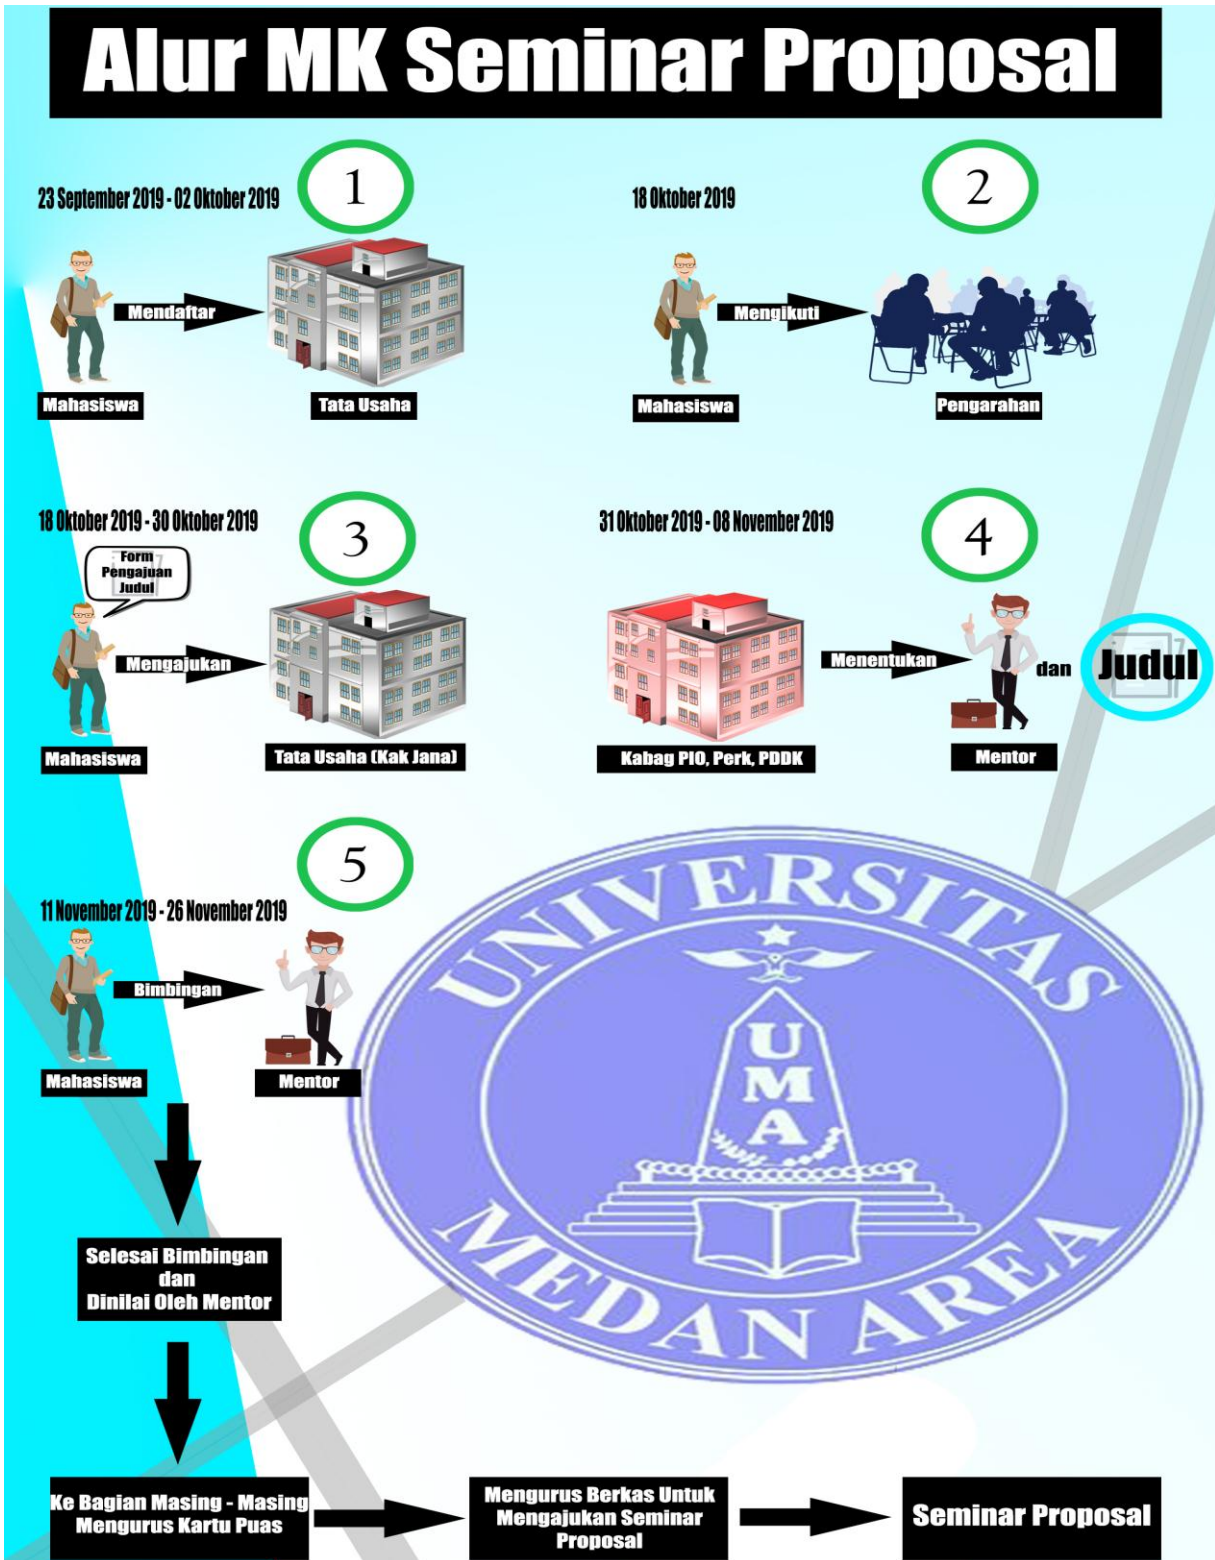 Alur MK Seminar Proposal
1
23 September 2019 - 02 Oktober 2019
Mendaftar
Mahasiswa
Tata Usaha
2
18 Oktober 2019
Mengikuti
Mahasiswa
Pengarahan
3
18 Oktober 2019 - 30 Oktober 2019
Form
Pengajuan
Judul
Mengajukan
Mahasiswa
Tata Usaha (Kak Jana)
4
31 Oktober 2019 - 08 November 2019
Menentukan
dan
Judul
Kabag PIO, Perk, PDDK
Mentor
5
11 November 2019 - 26 November 2019
Bimbingan
Mahasiswa
Mentor
UNIVERSITAS
UMA
MEDAN AREA
Selesai Bimbingan
dan
Dinilai Oleh Mentor
Ke Bagian Masing - Masing
Mengurus Kartu Puas
Mengurus Berkas Untuk
Mengajukan Seminar
Proposal
Seminar Proposal